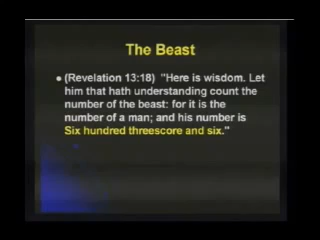 The Beast
• (Revelation 13:18) "Here is wisdom. Let
him that hath understanding count the
number of the beast: for it is the
number of a man; and his number is
Six hundred threescore and six."